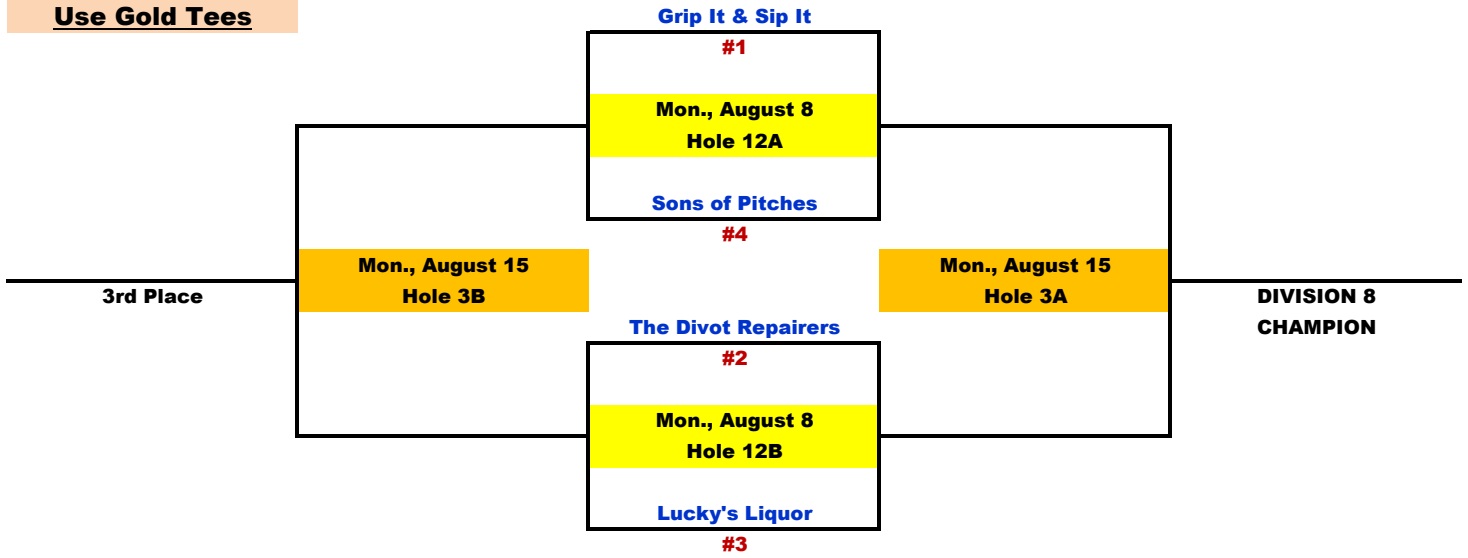 Use Gold Tees
Grip It & Sip It
#1
Mon., August 8
Hole 12A
Sons of Pitches
#4
Mon., August 15
Hole 3B
Mon., August 15
Hole 3A
3rd Place
DIVISION 8
CHAMPION
The Divot Repairers
#2
Mon., August 8
Hole 12B
Lucky's Liquor
#3